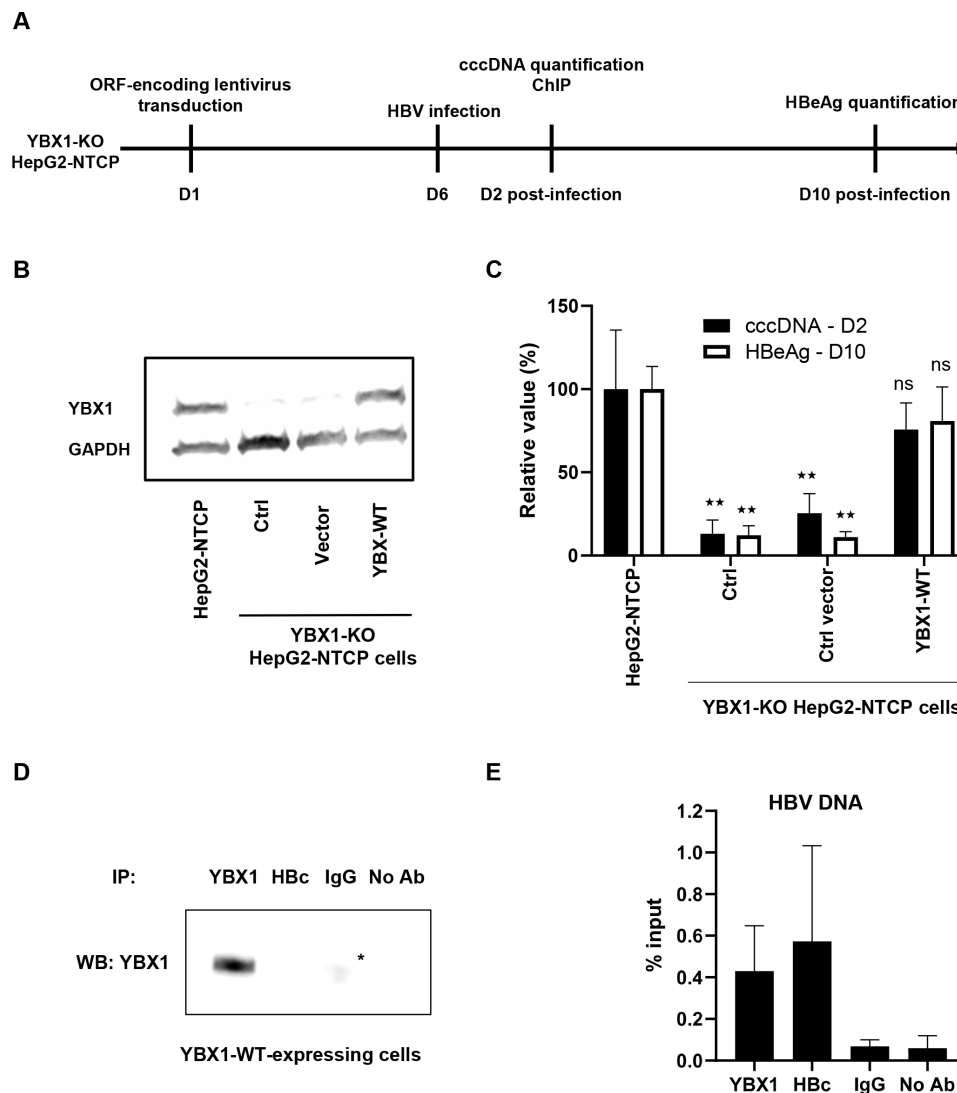 A
cccDNA quantification
ChIP
ORF-encoding lentivirus
transduction
HBV infection
HBeAg quantification
YBX1-KO
HepG2-NTCP
D1
D6
D2 post-infection
D10 post-infection
B
YBX1
GAPDH
HepG2-NTCP
Ctrl
Vector
YBX-WT
YBX1-KO
HepG2-NTCP cells
C
Relative value (%)
150
100
50
0
cccDNA - D2
HBeAg - D10
★★
★★
★★
★★
ns
ns
HepG2-NTCP
Ctrl
Ctrl vector
YBX1-WT
YBX1-KO HepG2-NTCP cells
D
IP: YBX1 HBc IgG No Ab
WB: YBX1
*
YBX1-WT-expressing cells
E
HBV DNA
% input
1.2
1.0
0.8
0.6
0.4
0.2
0.0
YBX1 HBc IgG No Ab